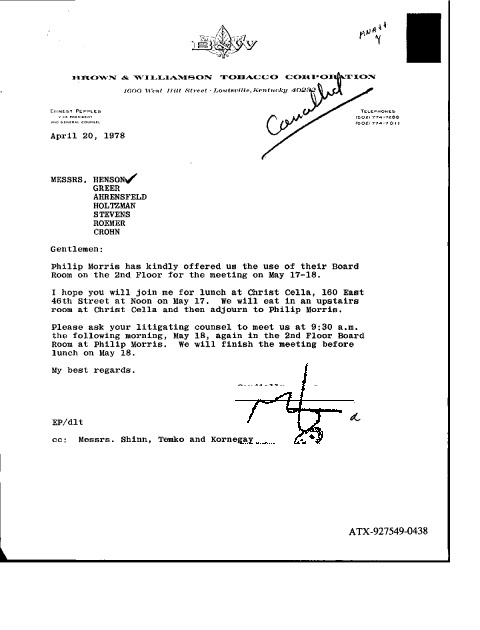 B&W
BROWN & WILLIAMSON TOBACCO CORPORATION
1600 West Hill Street · Louisville, Kentucky 40232
Cancelled
ERNEST PEPPLES
VICE PRESIDENT
AND GENERAL COUNSEL
TELEPHONES
April 20, 1978
MESSRS. HENSON
GREER
AHRENSFELD
HOLTZMAN
STEVENS
ROEMER
CROHN
Gentlemen:
Philip Morris has kindly offered us the use of their Board
Room on the 2nd Floor for the meeting on May 17-18.
I hope you will join me for lunch at Christ Cella, 160 East
46th Street at Noon on May 17. We will eat in an upstairs
room at Christ Cella and then adjourn to Philip Morris.
Please ask your litigating counsel to meet us at 9:30 a.m.
the following morning, May 18, again in the 2nd Floor Board
Room at Philip Morris. We will finish the meeting before
lunch on May 18.
My best regards.
EP/dlt
cc: Messrs. Shinn, Temko and Kornegay
ATX-927549-0438